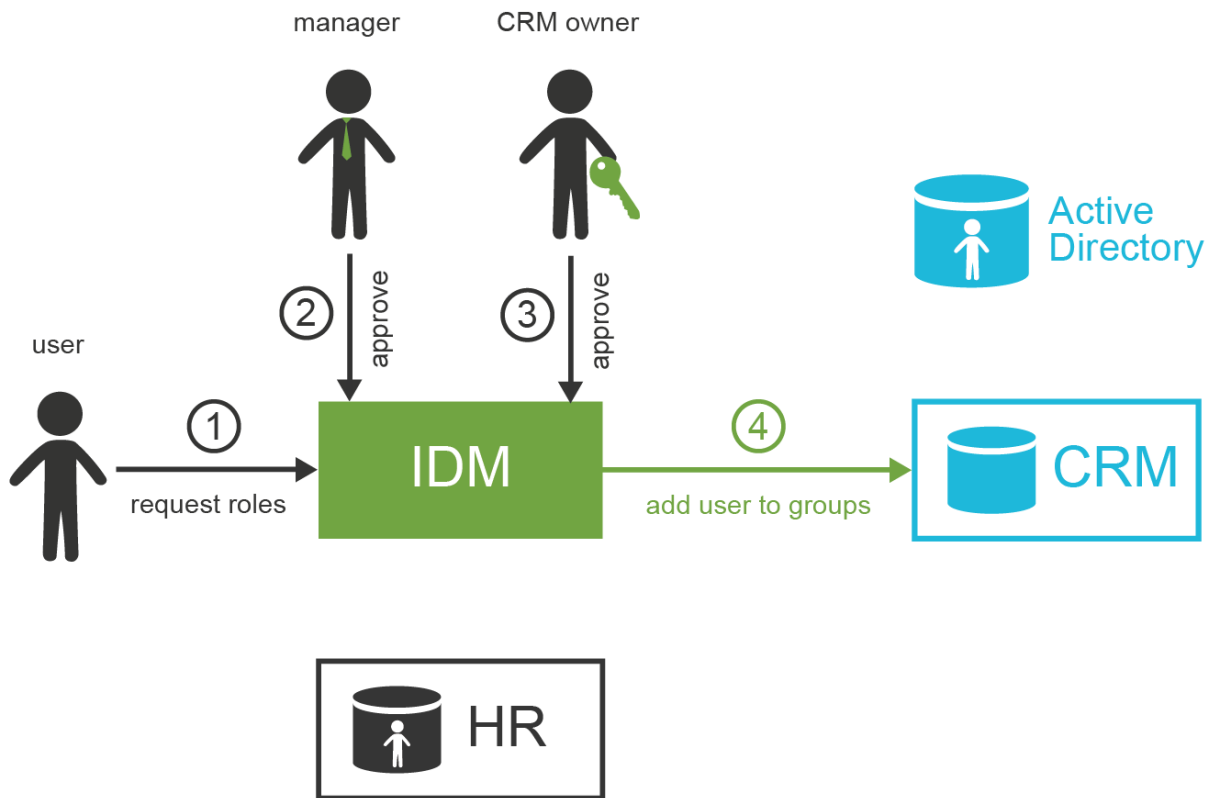 manager
CRM owner
Active
Directory
2
approve
3
approve
user
1
request roles
IDM
4
add user to groups
CRM
HR